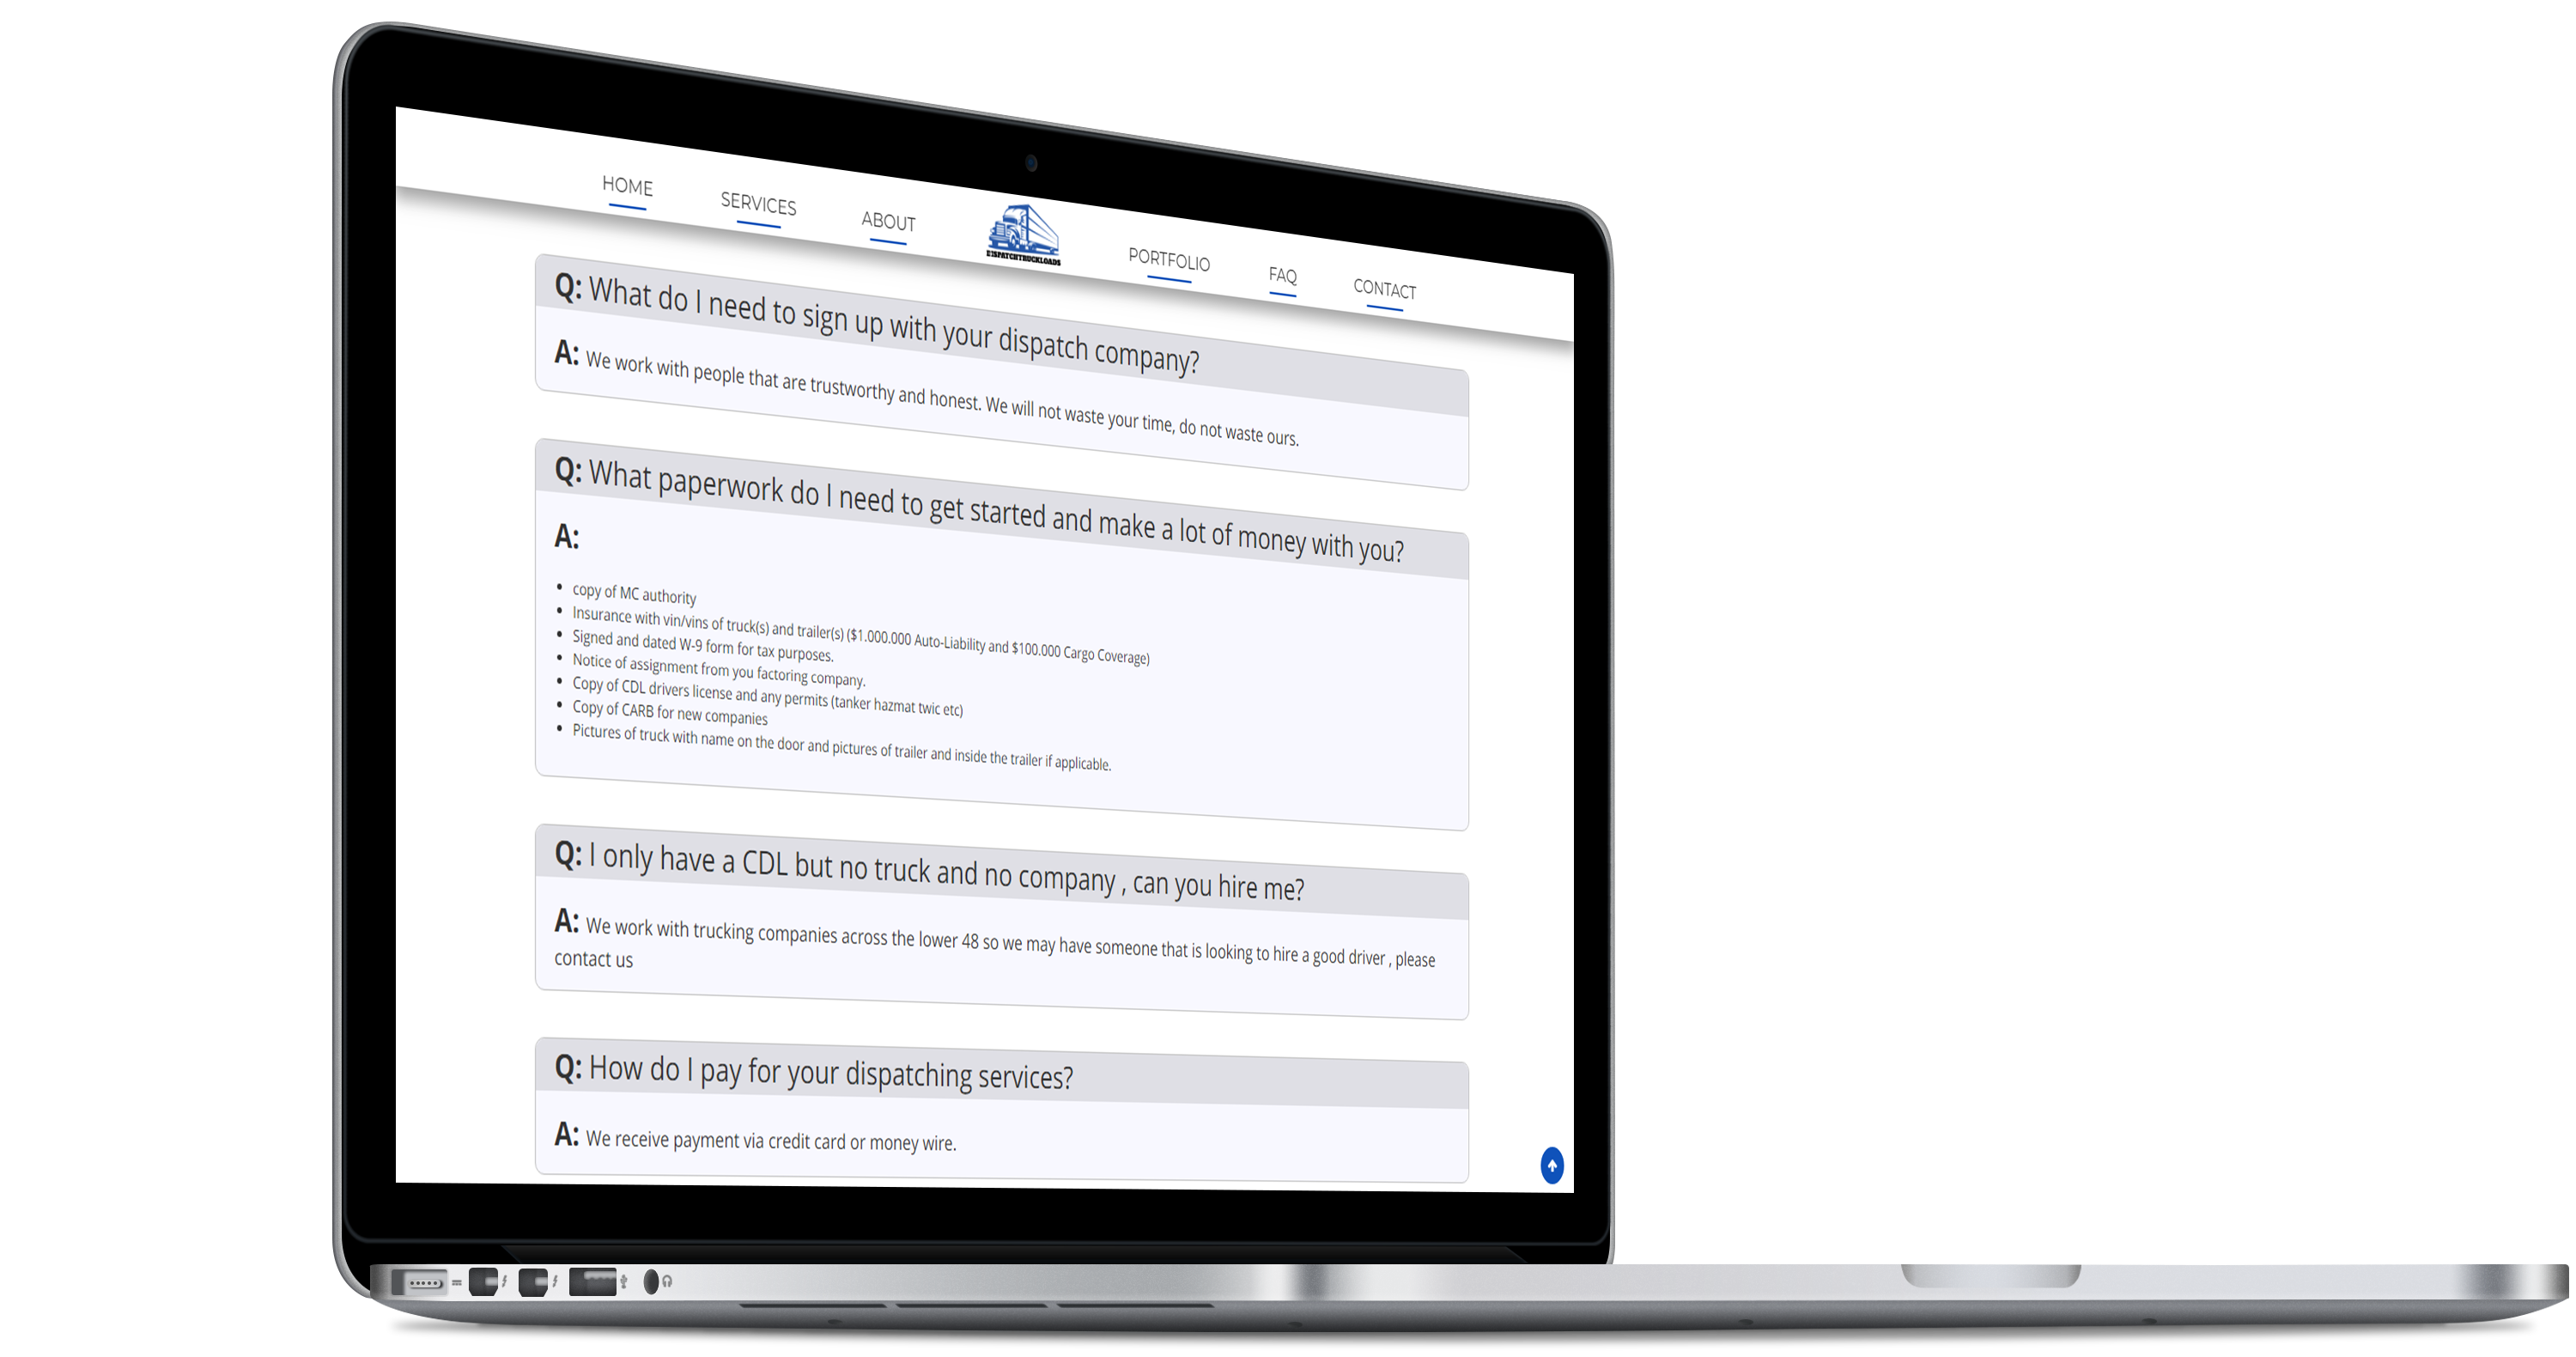 HOME
SERVICES
ABOUT
DISPATCHTRUCKLOADS
PORTFOLIO
FAQ
CONTACT
Q: What do I need to sign up with your dispatch company?
A: We work with people that are trustworthy and honest. We will not waste your time, do not waste ours.
Q: What paperwork do I need to get started and make a lot of money with you?
A:
• copy of MC authority
• Insurance with vin/vins of truck(s) and trailer(s) ($1.000.000 Auto-Liability and $100.000 Cargo Coverage)
• Signed and dated W-9 form for tax purposes.
• Notice of assignment from you factoring company.
• Copy of CDL drivers license and any permits (tanker hazmat twic etc)
• Copy of CARB for new companies
• Pictures of truck with name on the door and pictures of trailer and inside the trailer if applicable.
Q: I only have a CDL but no truck and no company , can you hire me?
A: We work with trucking companies across the lower 48 so we may have someone that is looking to hire a good driver , please
contact us
Q: How do I pay for your dispatching services?
A: We receive payment via credit card or money wire.